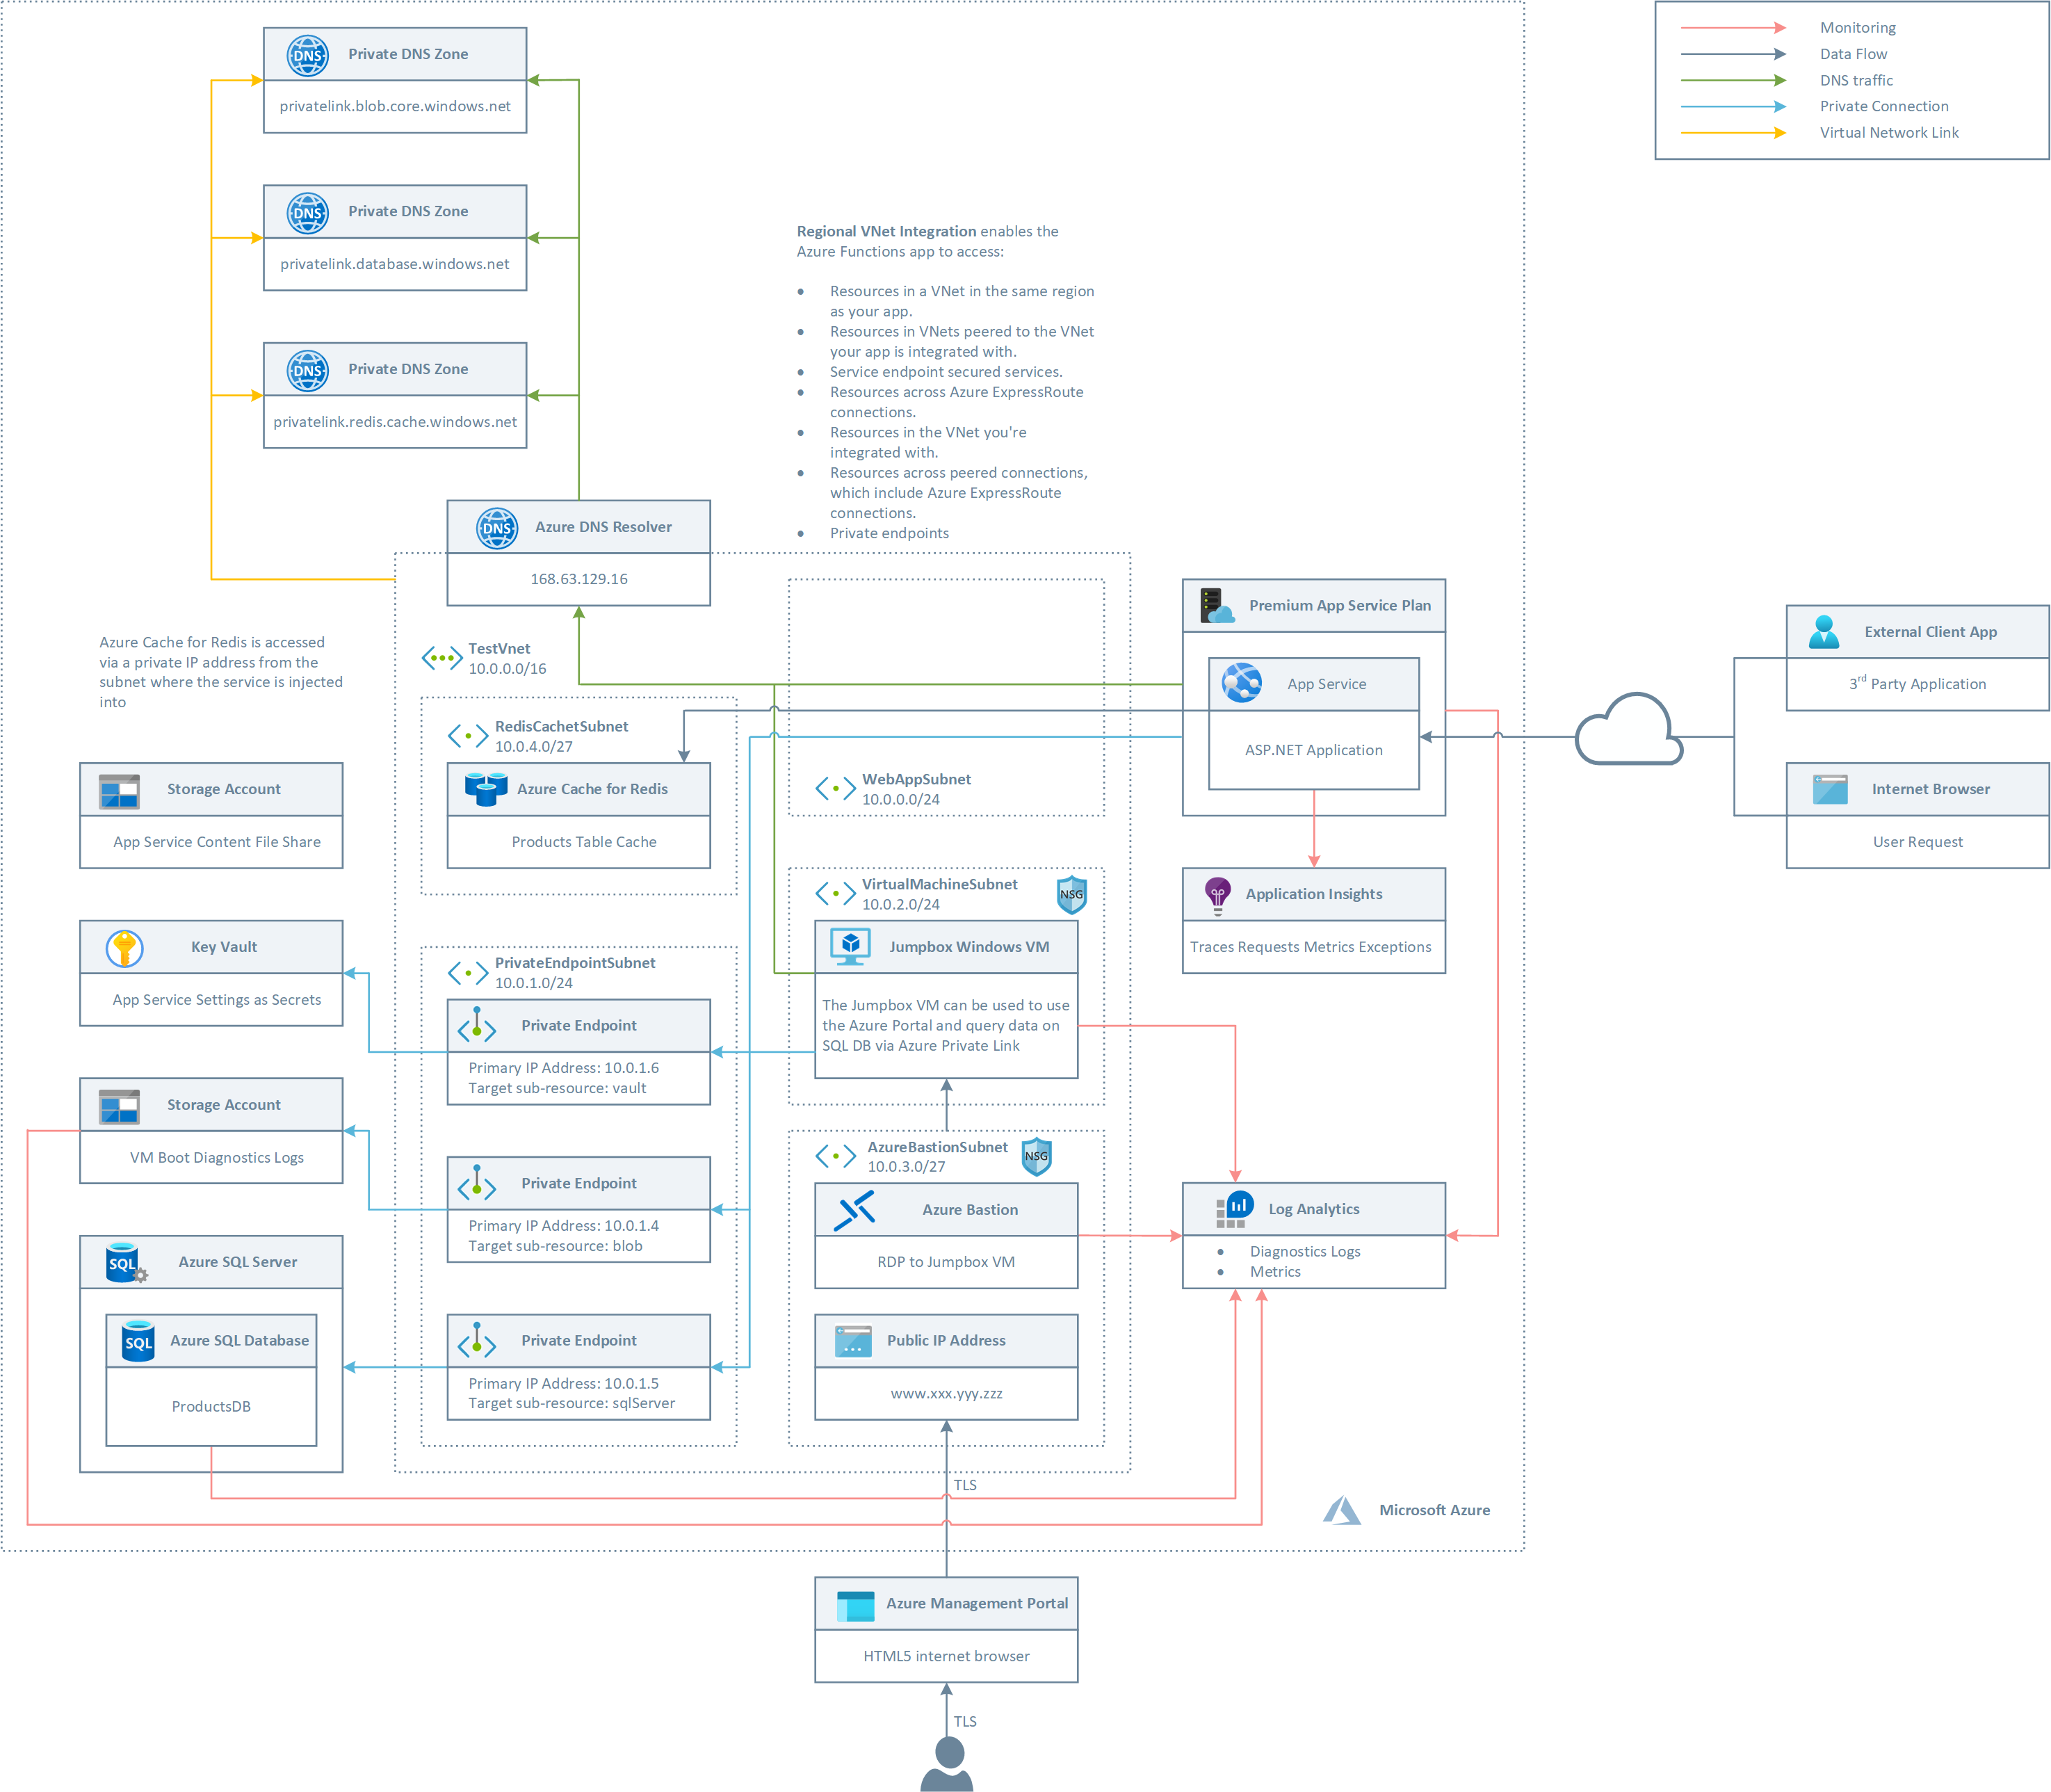 Monitoring
Data Flow
DNS traffic
Private Connection
Virtual Network Link
Private DNS Zone
privatelink.blob.core.windows.net
Private DNS Zone
privatelink.database.windows.net
Private DNS Zone
privatelink.redis.cache.windows.net
Regional VNet Integration enables the
Azure Functions app to access:
Resources in a VNet in the same region
as your app.
Resources in VNets peered to the VNet
your app is integrated with.
Service endpoint secured services.
Resources across Azure ExpressRoute
connections.
Resources in the VNet you're
integrated with.
Resources across peered connections,
which include Azure ExpressRoute
connections.
Private endpoints
DNS
DNS
DNS
DNS
Azure DNS Resolver
168.63.129.16
Azure Cache for Redis is accessed
via a private IP address from the
subnet where the service is injected
into
TestVnet
10.0.0.0/16
RedisCachetSubnet
10.0.4.0/27
Azure Cache for Redis
Products Table Cache
WebAppSubnet
10.0.0.0/24
Premium App Service Plan
App Service
ASP.NET Application
External Client App
3rd Party Application
Internet Browser
User Request
Storage Account
App Service Content File Share
Key Vault
App Service Settings as Secrets
Storage Account
VM Boot Diagnostics Logs
SQL
Azure SQL Server
SQL
Azure SQL Database
ProductsDB
PrivateEndpointSubnet
10.0.1.0/24
Private Endpoint
Primary IP Address: 10.0.1.6
Target sub-resource: vault
Private Endpoint
Primary IP Address: 10.0.1.4
Target sub-resource: blob
Private Endpoint
Primary IP Address: 10.0.1.5
Target sub-resource: sqlServer
VirtualMachineSubnet
10.0.2.0/24
NSG
Jumpbox Windows VM
The Jumpbox VM can be used to use
the Azure Portal and query data on
SQL DB via Azure Private Link
AzureBastionSubnet
10.0.3.0/27
NSG
Azure Bastion
RDP to Jumpbox VM
Public IP Address
www.xxx.yyy.zzz
Application Insights
Traces Requests Metrics Exceptions
Log Analytics
Diagnostics Logs
Metrics
TLS
Microsoft Azure
Azure Management Portal
HTML5 internet browser
TLS